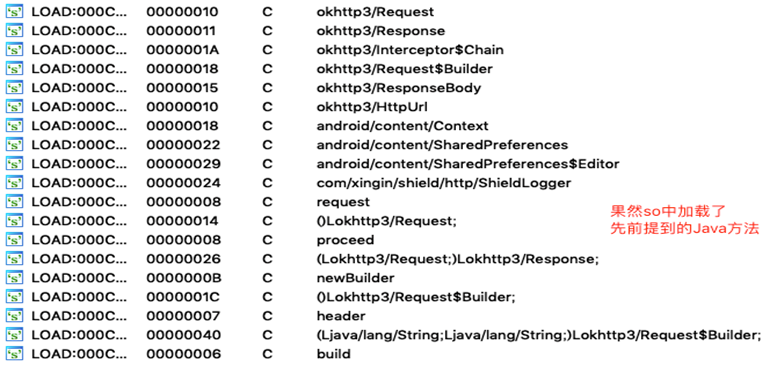 LOAD:000C... 00000010 C okhttp3/Request
LOAD:000C... 00000011 C okhttp3/Response
LOAD:000C... 0000001A C okhttp3/Interceptor$Chain
LOAD:000C... 00000018 C okhttp3/Request$Builder
LOAD:000C... 00000015 C okhttp3/ResponseBody
LOAD:000C... 00000010 C okhttp3/HttpUrl
LOAD:000C... 00000018 C android/content/Context
LOAD:000C... 00000022 C android/content/SharedPreferences
LOAD:000C... 00000029 C android/content/SharedPreferences$Editor
LOAD:000C... 00000024 C com/xingin/shield/http/ShieldLogger
LOAD:000C... 00000008 C request
LOAD:000C... 00000014 C ()Lokhttp3/Request;
LOAD:000C... 00000008 C proceed
LOAD:000C... 00000026 C (Lokhttp3/Request;)Lokhttp3/Response;
LOAD:000C... 0000000B C newBuilder
LOAD:000C... 0000001C C ()Lokhttp3/Request$Builder;
LOAD:000C... 00000007 C header
LOAD:000C... 00000040 C (Ljava/lang/String;Ljava/lang/String;)Lokhttp3/Request$Builder;
LOAD:000C... 00000006 C build
果然so中加载了
先前提到的Java方法